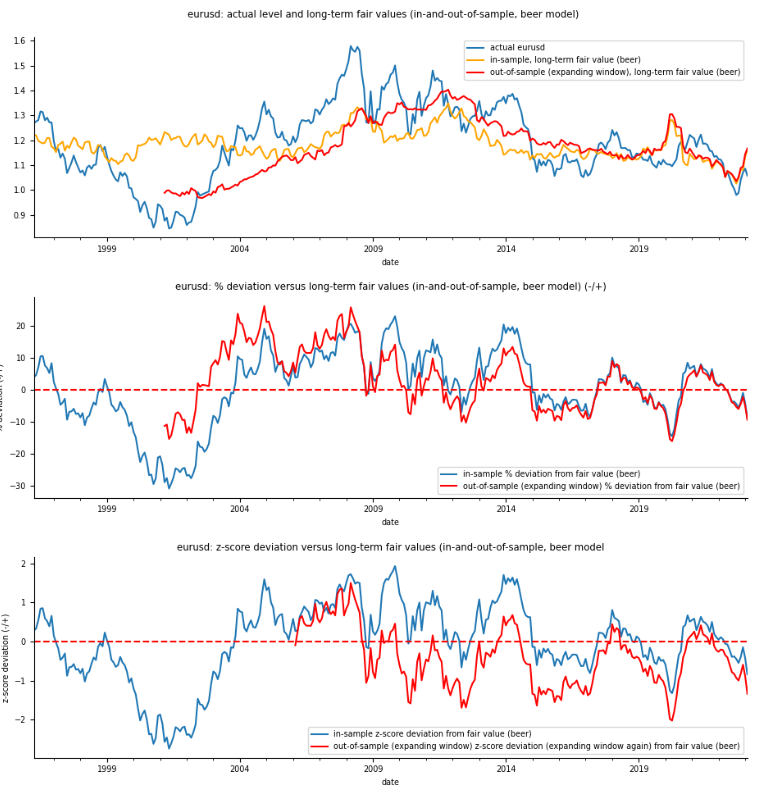 eurusd: actual level and long-term fair values (in-and-out-of-sample, beer model)
1.6
1.5
1.4
1.3
1.2
1.1
1.0
0.9
actual eurusd
in-sample, long-term fair value (beer)
out-of-sample (expanding window), long-term fair value (beer)
1999
2004
2009
2014
2019
date
eurusd: % deviation versus long-term fair values (in-and-out-of-sample, beer model) (-/+)
20
10
0
−10
−20
−30
in-sample % deviation from fair value (beer)
out-of-sample (expanding window) % deviation from fair value (beer)
1999
2004
2009
2014
2019
date
eurusd: z-score deviation versus long-term fair values (in-and-out-of-sample, beer model
z-score deviation (-/+)
2
1
0
−1
−2
in-sample z-score deviation from fair value (beer)
out-of-sample (expanding window) z-score deviation (expanding window again) from fair value (beer)
1999
2004
2009
2014
2019
date